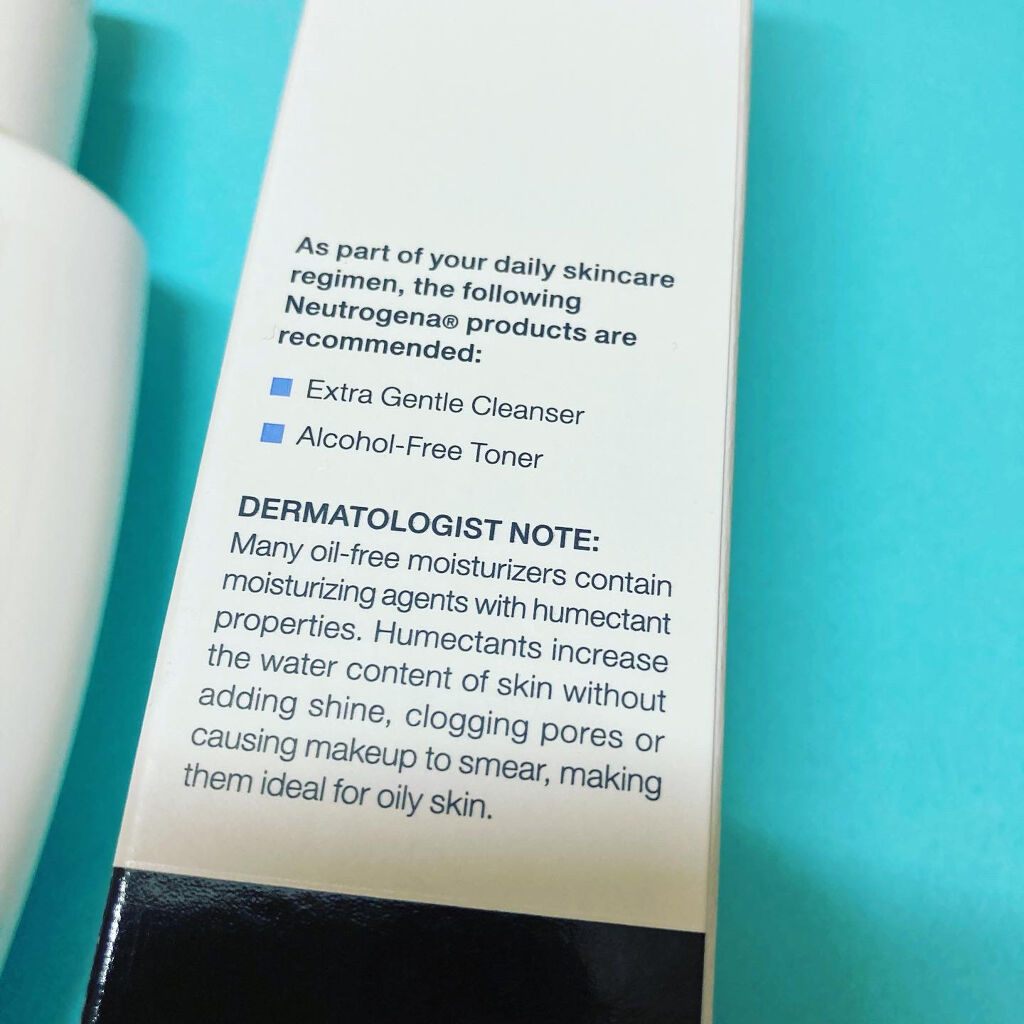 As part of your daily skincare
regimen, the following
Neutrogena® products are
recommended:
Extra Gentle Cleanser
Alcohol-Free Toner
DERMATOLOGIST NOTE:
Many oil-free moisturizers contain
moisturizing agents with humectant
properties. Humectants increase
the water content of skin without
adding shine, clogging pores or
causing makeup to smear, making
them ideal for oily skin.